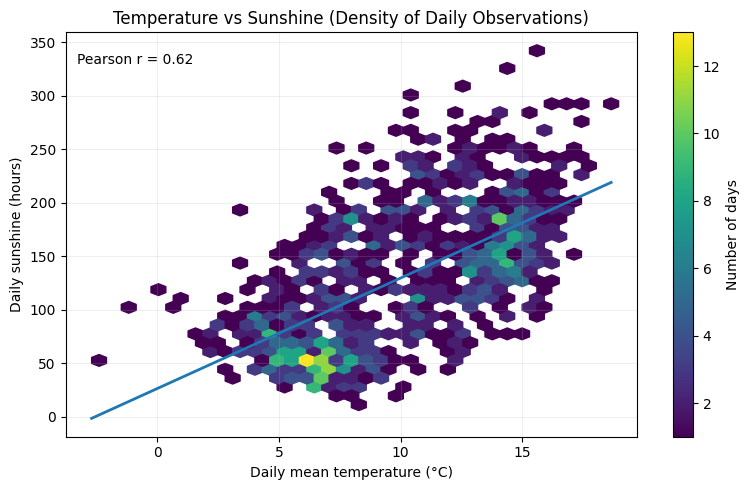 Temperature vs Sunshine (Density of Daily Observations)
Pearson r = 0.62
350
300
250
200
150
100
50
0
Daily sunshine (hours)
0 5 10 15
Daily mean temperature (°C)
12
10
8
6
4
2
Number of days